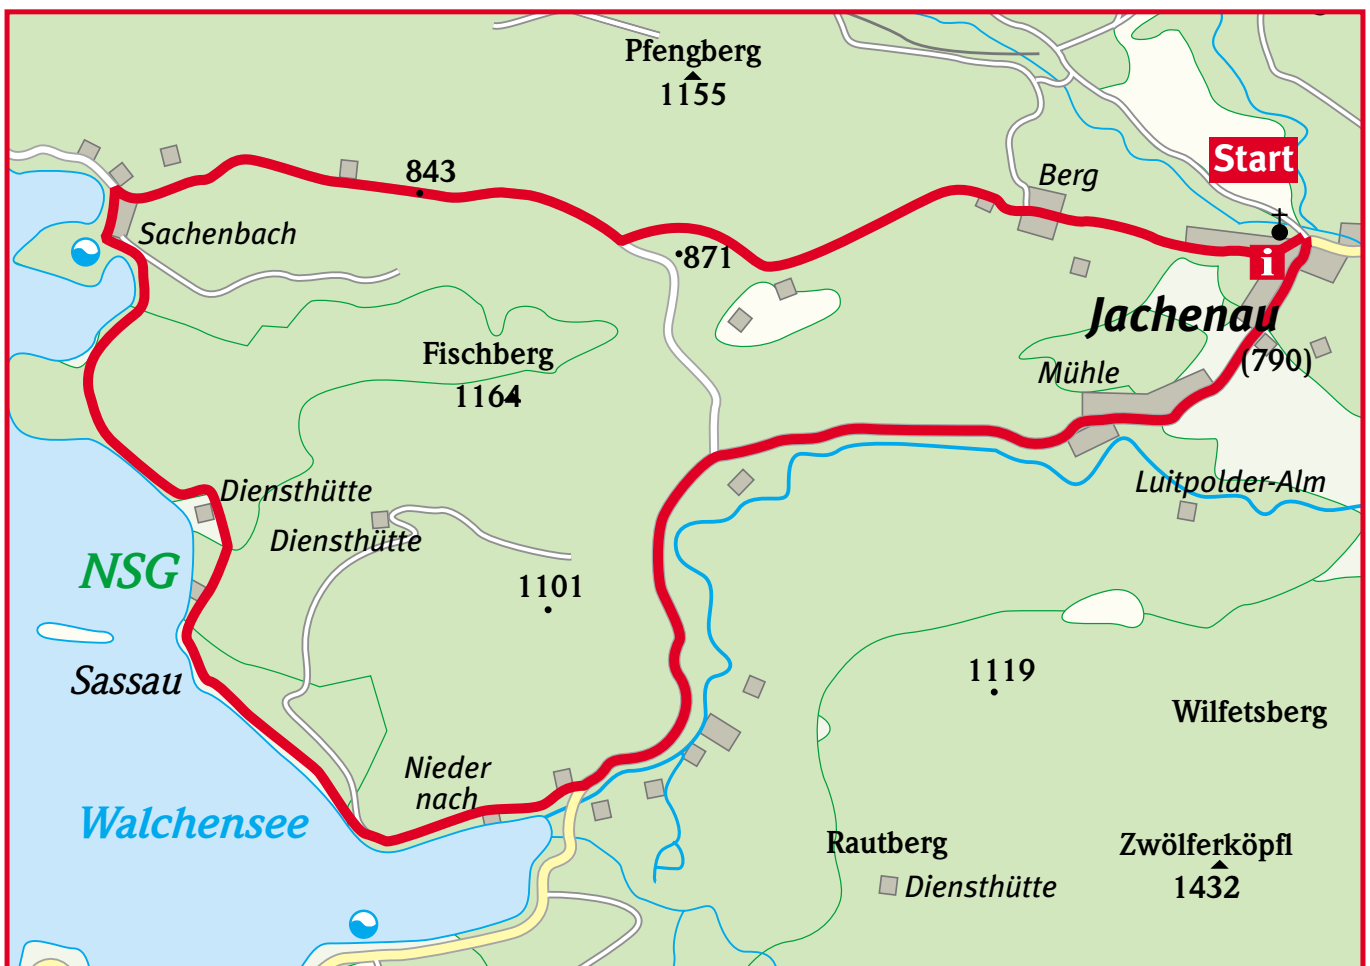 Pfengberg
1155
Start
843
Berg
Sachenbach
871
i
Jachenau
(790)
Fischberg
1164
Mühle
Diensthütte
Luitpolder-Alm
Diensthütte
NSG
1101
Sassau
1119
Wilfetsberg
Nieder
nach
Walchensee
Rautberg
Zwölferköpfl
Diensthütte
1432